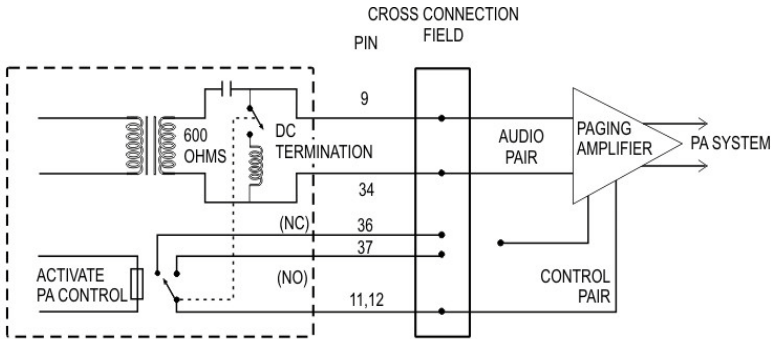 CROSS CONNECTION
FIELD
PIN
9
600
OHMS
DC
TERMINATION
AUDIO
PAIR
PAGING
AMPLIFIER
PA SYSTEM
34
(NC)
36
37
ACTIVATE
PA CONTROL
(NO)
11,12
CONTROL
PAIR